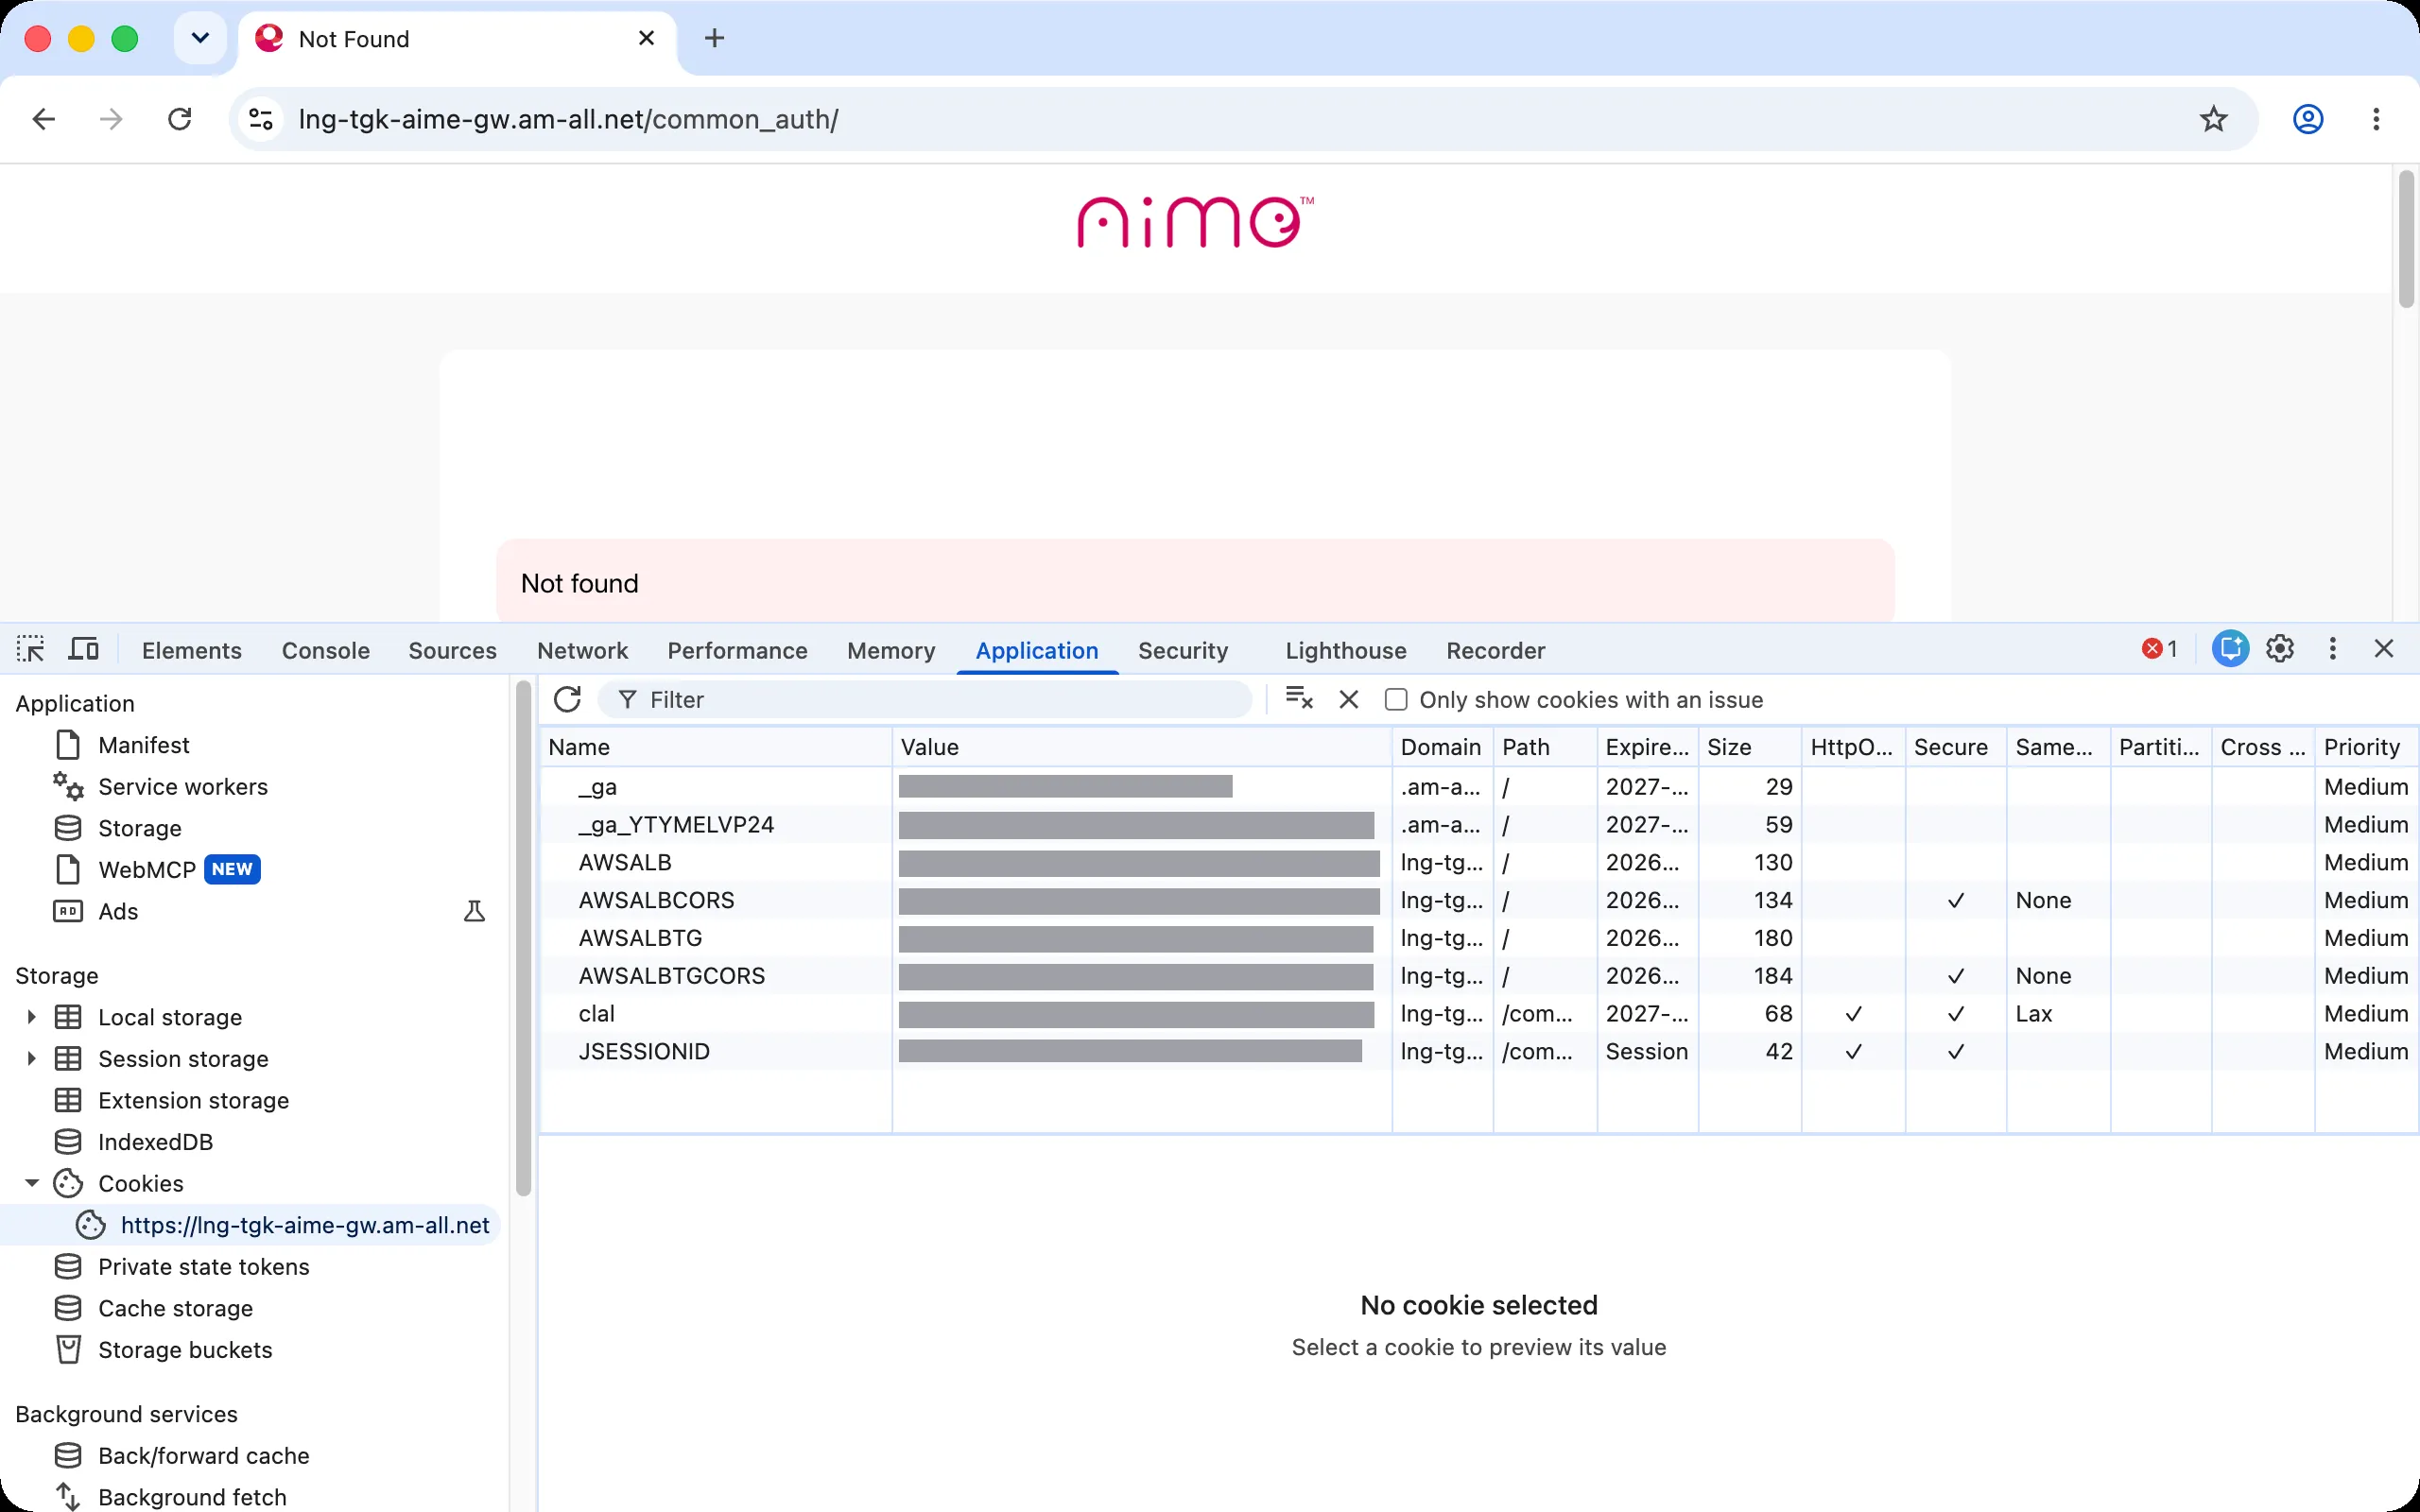 Not Found
lng-tgk-aime-gw.am-all.net/common_auth/
aime™
Not found
Elements Console Sources Network Performance Memory Application Security Lighthouse Recorder 1
Application
Manifest
Service workers
Storage
WebMCP NEW
AD Ads
Storage
Local storage
Session storage
Extension storage
IndexedDB
Cookies
https://lng-tgk-aime-gw.am-all.net
Private state tokens
Cache storage
Storage buckets
Background services
Back/forward cache
Background fetch
Filter Only show cookies with an issue
Name Value Domain Path Expire... Size HttpO... Secure Same... Partiti... Cross ... Priority
_ga .am-a... / 2027-... 29 Medium
_ga_YTYMELVP24 .am-a... / 2027-... 59 Medium
AWSALB lng-tg... / 2026... 130 Medium
AWSALBCORS lng-tg... / 2026... 134 ✓ None Medium
AWSALBTG lng-tg... / 2026... 180 Medium
AWSALBTGCORS lng-tg... / 2026... 184 ✓ None Medium
clal lng-tg... /com... 2027-... 68 ✓ ✓ Lax Medium
JSESSIONID lng-tg... /com... Session 42 ✓ ✓ Medium
No cookie selected
Select a cookie to preview its value